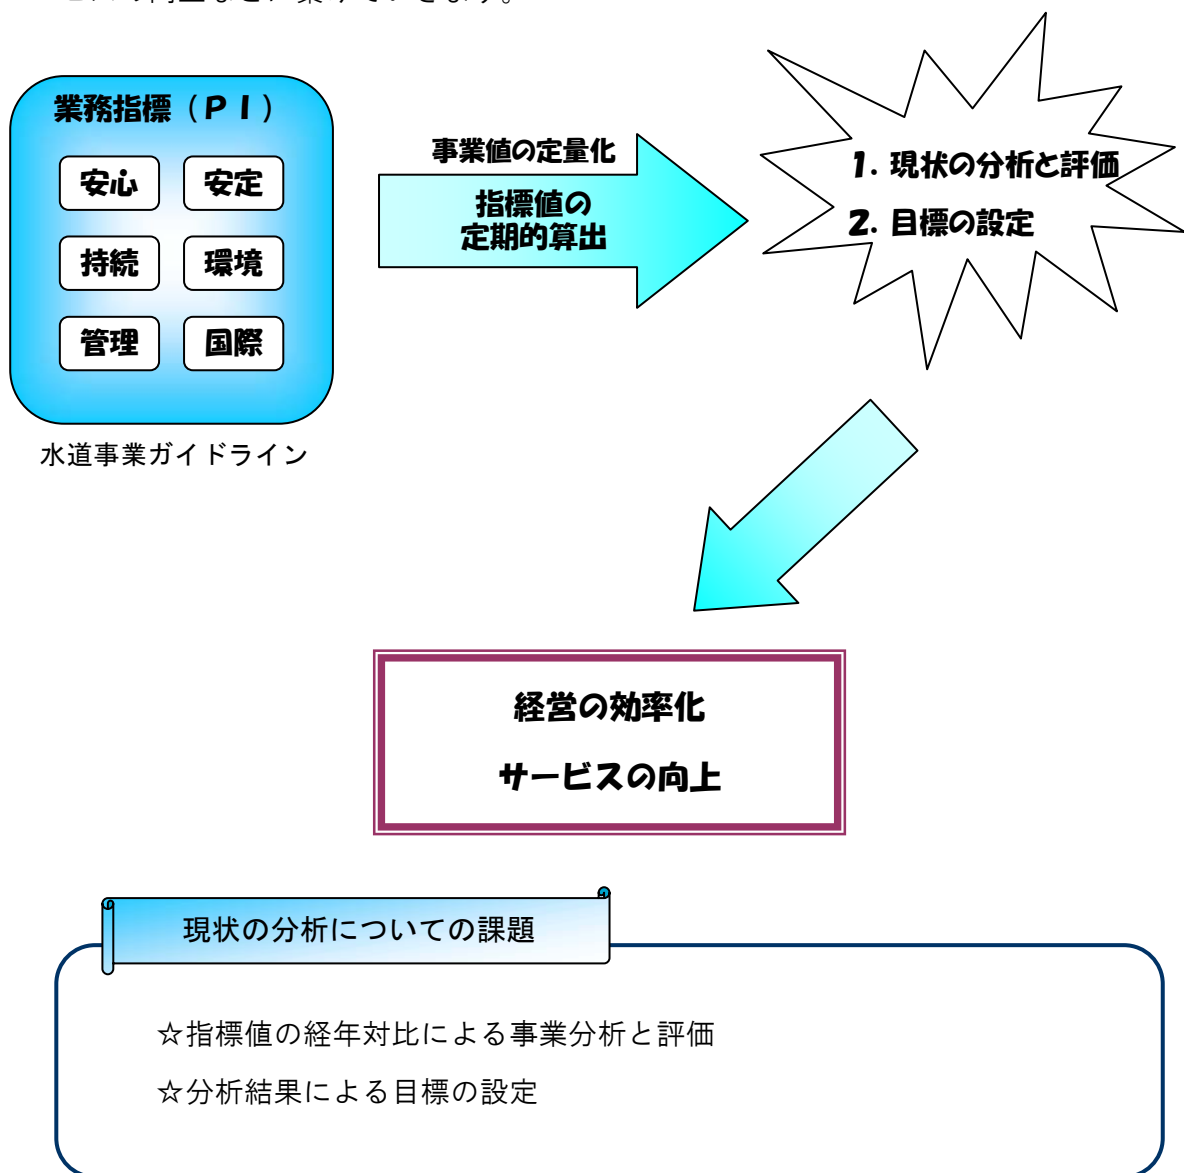 業務指標（ＰＩ）
安心 安定
持続 環境
管理 国際
水道事業ガイドライン
事業値の定量化
指標値の
定期的算出
1. 現状の分析と評価
2. 目標の設定
経営の効率化
サービスの向上
現状の分析についての課題
☆指標値の経年対比による事業分析と評価
☆分析結果による目標の設定